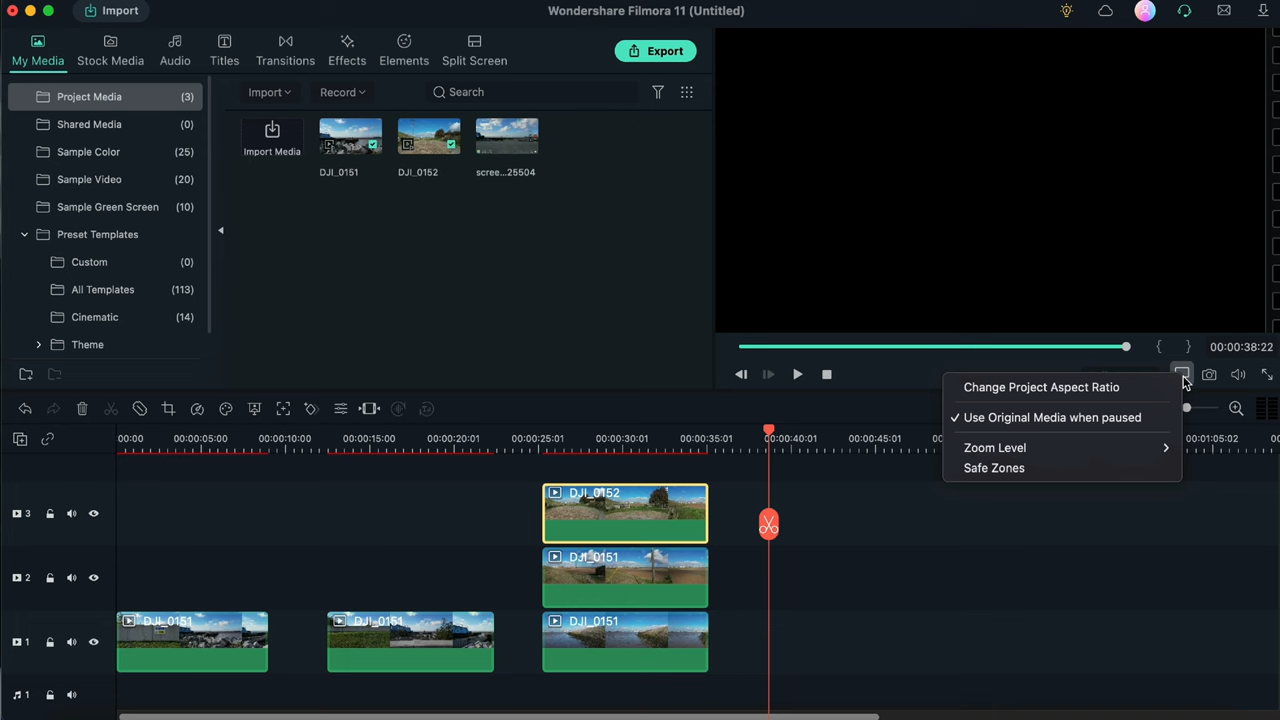 Import
Wondershare Filmora 11 (Untitled)
My Media
Stock Media
Audio
Titles
Transitions
Effects
Elements
Split Screen
Export
Project Media (3)
Shared Media (0)
Sample Color (25)
Sample Video (20)
Sample Green Screen (10)
Preset Templates
Custom (0)
All Templates (113)
Cinematic (14)
Theme
Import
Record
Search
Import Media
DJI_0151
DJI_0152
scree...25504
{ }
00:00:38:22
Change Project Aspect Ratio
✓ Use Original Media when paused
Zoom Level
Safe Zones
00:00
00:00:05:00
00:00:10:00
00:00:15:00
00:00:20:01
00:00:25:01
00:00:30:01
00:00:35:01
00:00:40:01
00:00:45:01
00:01:05:02
3
DJI_0152
2
DJI_0151
1
DJI_0151
DJI_0151
DJI_0151
1